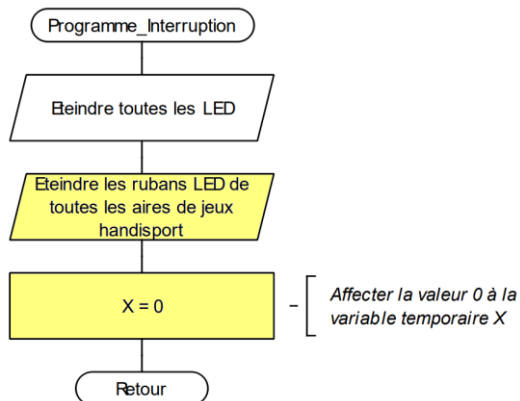 Programme_Interruption
Eteindre toutes les LED
Eteindre les rubans LED de
toutes les aires de jeux
handisport
X = 0
Affecter la valeur 0 à la
variable temporaire X
Retour